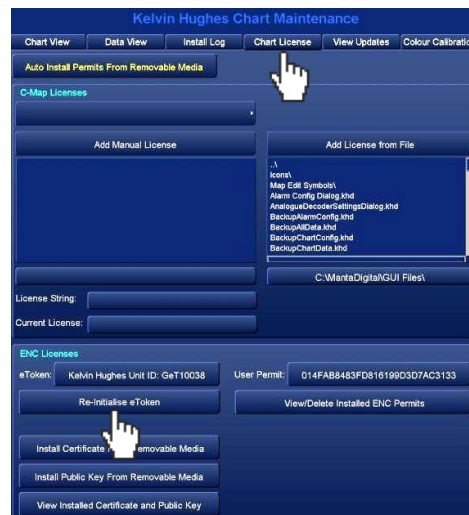 Kelvin Hughes Chart Maintenance
Chart View Data View Install Log Chart License View Updates Colour Calibratio
Auto Install Permits From Removable Media
C-Map Licenses
Add Manual License Add License from File
..\
Icons\
Map Edit Symbols\
Alarm Config Dialog.khd
AnalogueDecoderSettingsDialog.khd
BackupAlarmConfig.khd
BackupAllData.khd
BackupChartConfig.khd
BackupChartData.khd
C:\MantaDigital\GUI Files\
License String:
Current License:
ENC Licenses
eToken: Kelvin Hughes Unit ID: GeT10038 User Permit: 014FAB8483FD816199D3D7AC3133
Re-Initialise eToken View/Delete Installed ENC Permits
Install Certificate Removable Media
Install Public Key From Removable Media
View Installed Certificate and Public Key